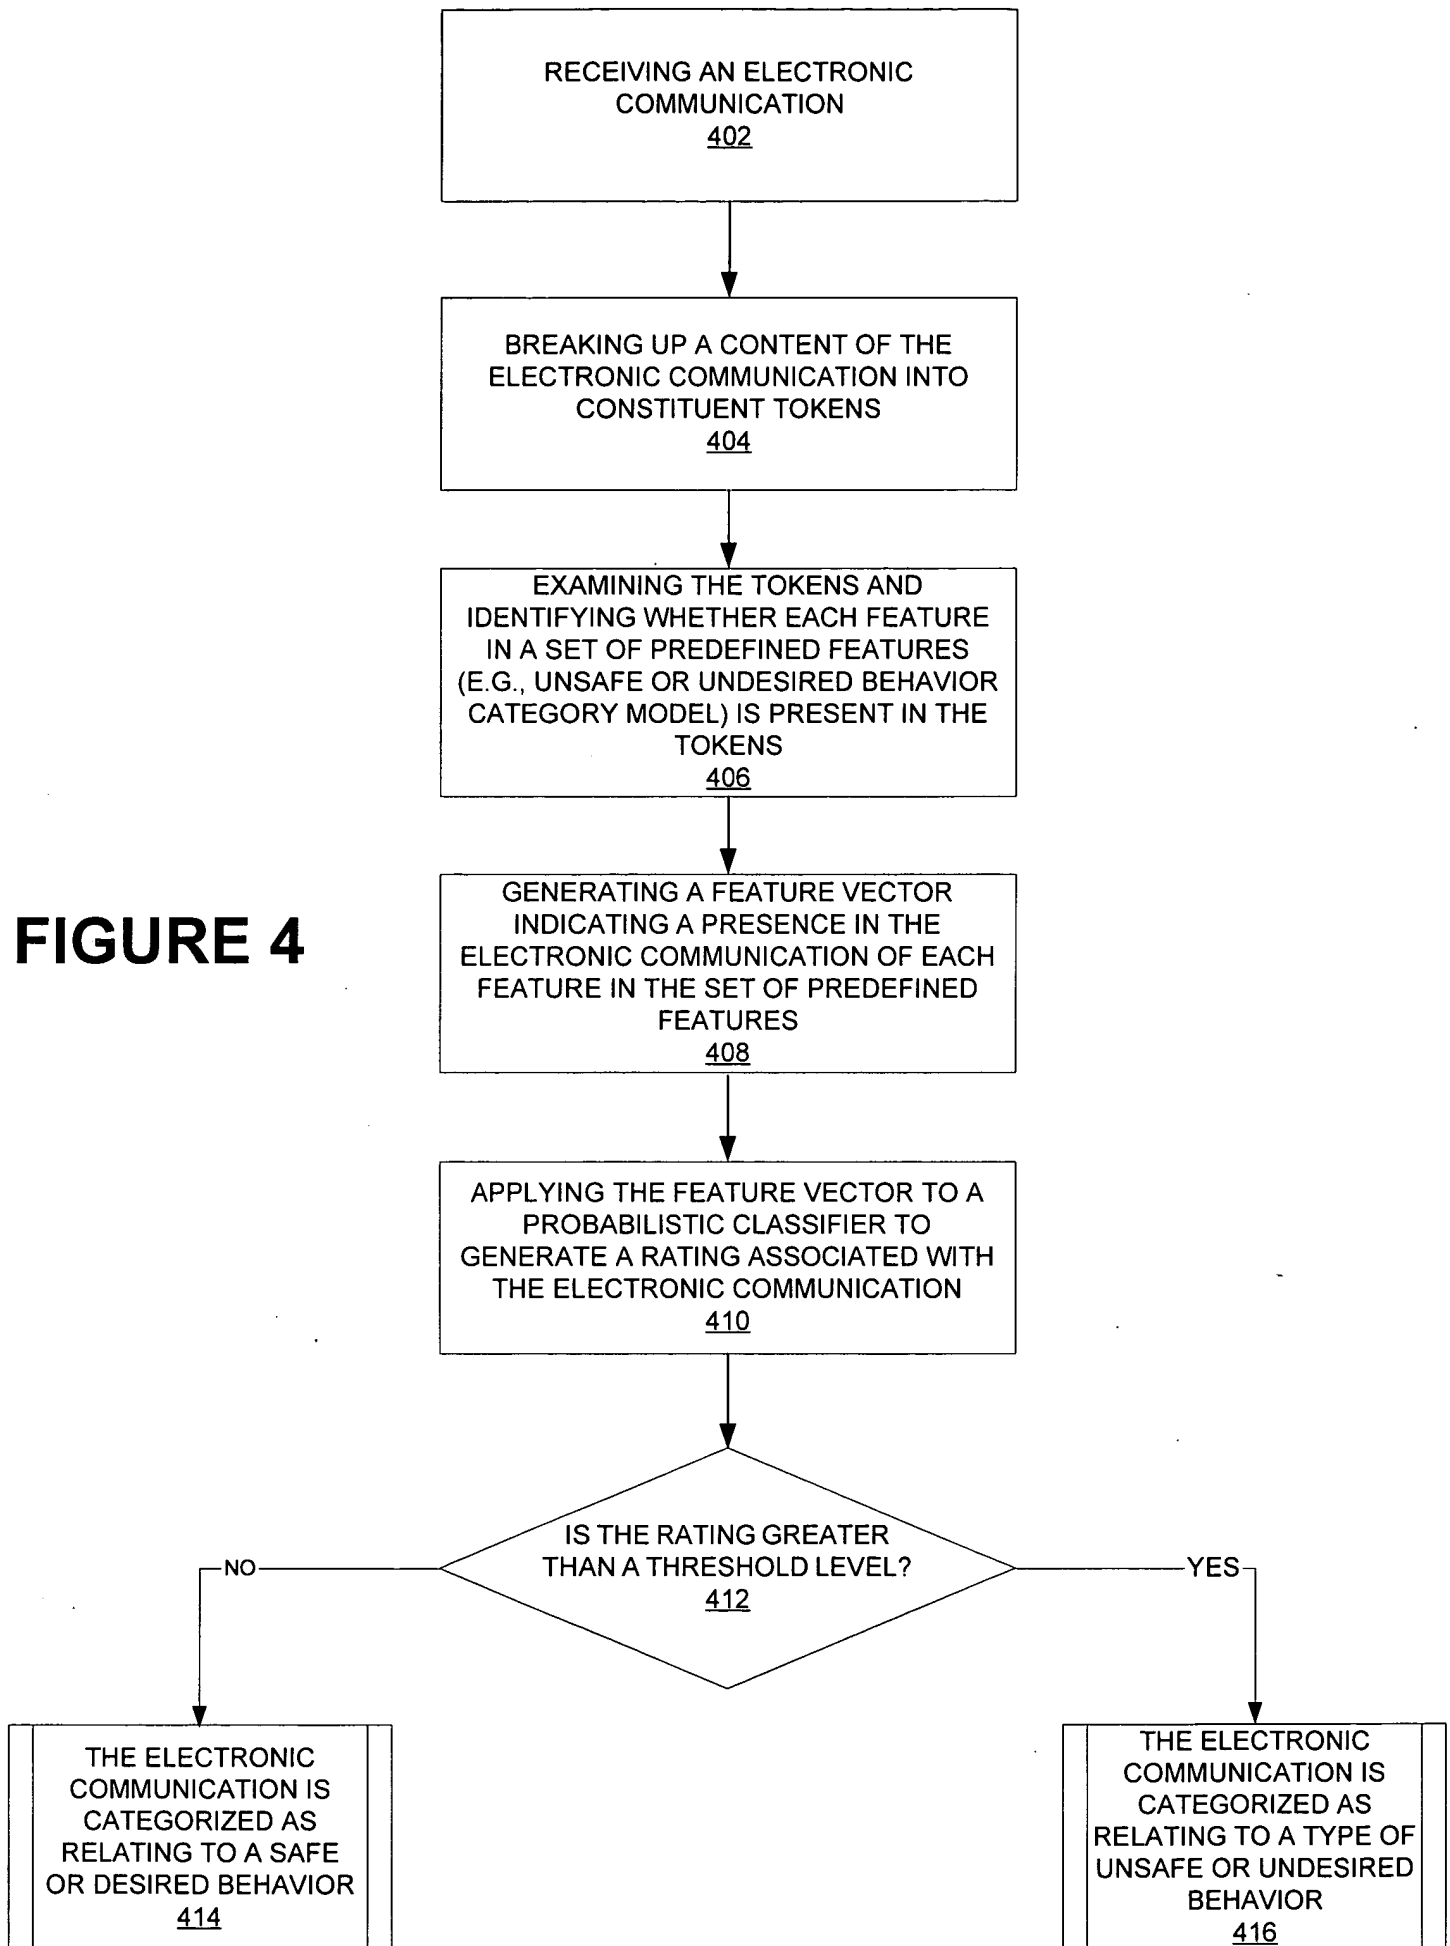 RECEIVING AN ELECTRONIC
COMMUNICATION
402
BREAKING UP A CONTENT OF THE
ELECTRONIC COMMUNICATION INTO
CONSTITUENT TOKENS
404
EXAMINING THE TOKENS AND
IDENTIFYING WHETHER EACH FEATURE
IN A SET OF PREDEFINED FEATURES
(E.G., UNSAFE OR UNDESIRED BEHAVIOR
CATEGORY MODEL) IS PRESENT IN THE
TOKENS
406
GENERATING A FEATURE VECTOR
INDICATING A PRESENCE IN THE
ELECTRONIC COMMUNICATION OF EACH
FEATURE IN THE SET OF PREDEFINED
FEATURES
408
FIGURE 4
APPLYING THE FEATURE VECTOR TO A
PROBABILISTIC CLASSIFIER TO
GENERATE A RATING ASSOCIATED WITH
THE ELECTRONIC COMMUNICATION
410
IS THE RATING GREATER
THAN A THRESHOLD LEVEL?
412
NO
YES
THE ELECTRONIC
COMMUNICATION IS
CATEGORIZED AS
RELATING TO A SAFE
OR DESIRED BEHAVIOR
414
THE ELECTRONIC
COMMUNICATION IS
CATEGORIZED AS
RELATING TO A TYPE OF
UNSAFE OR UNDESIRED
BEHAVIOR
416